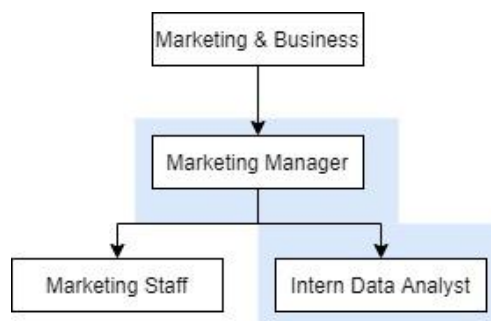 Marketing & Business
Marketing Manager
Marketing Staff
Intern Data Analyst